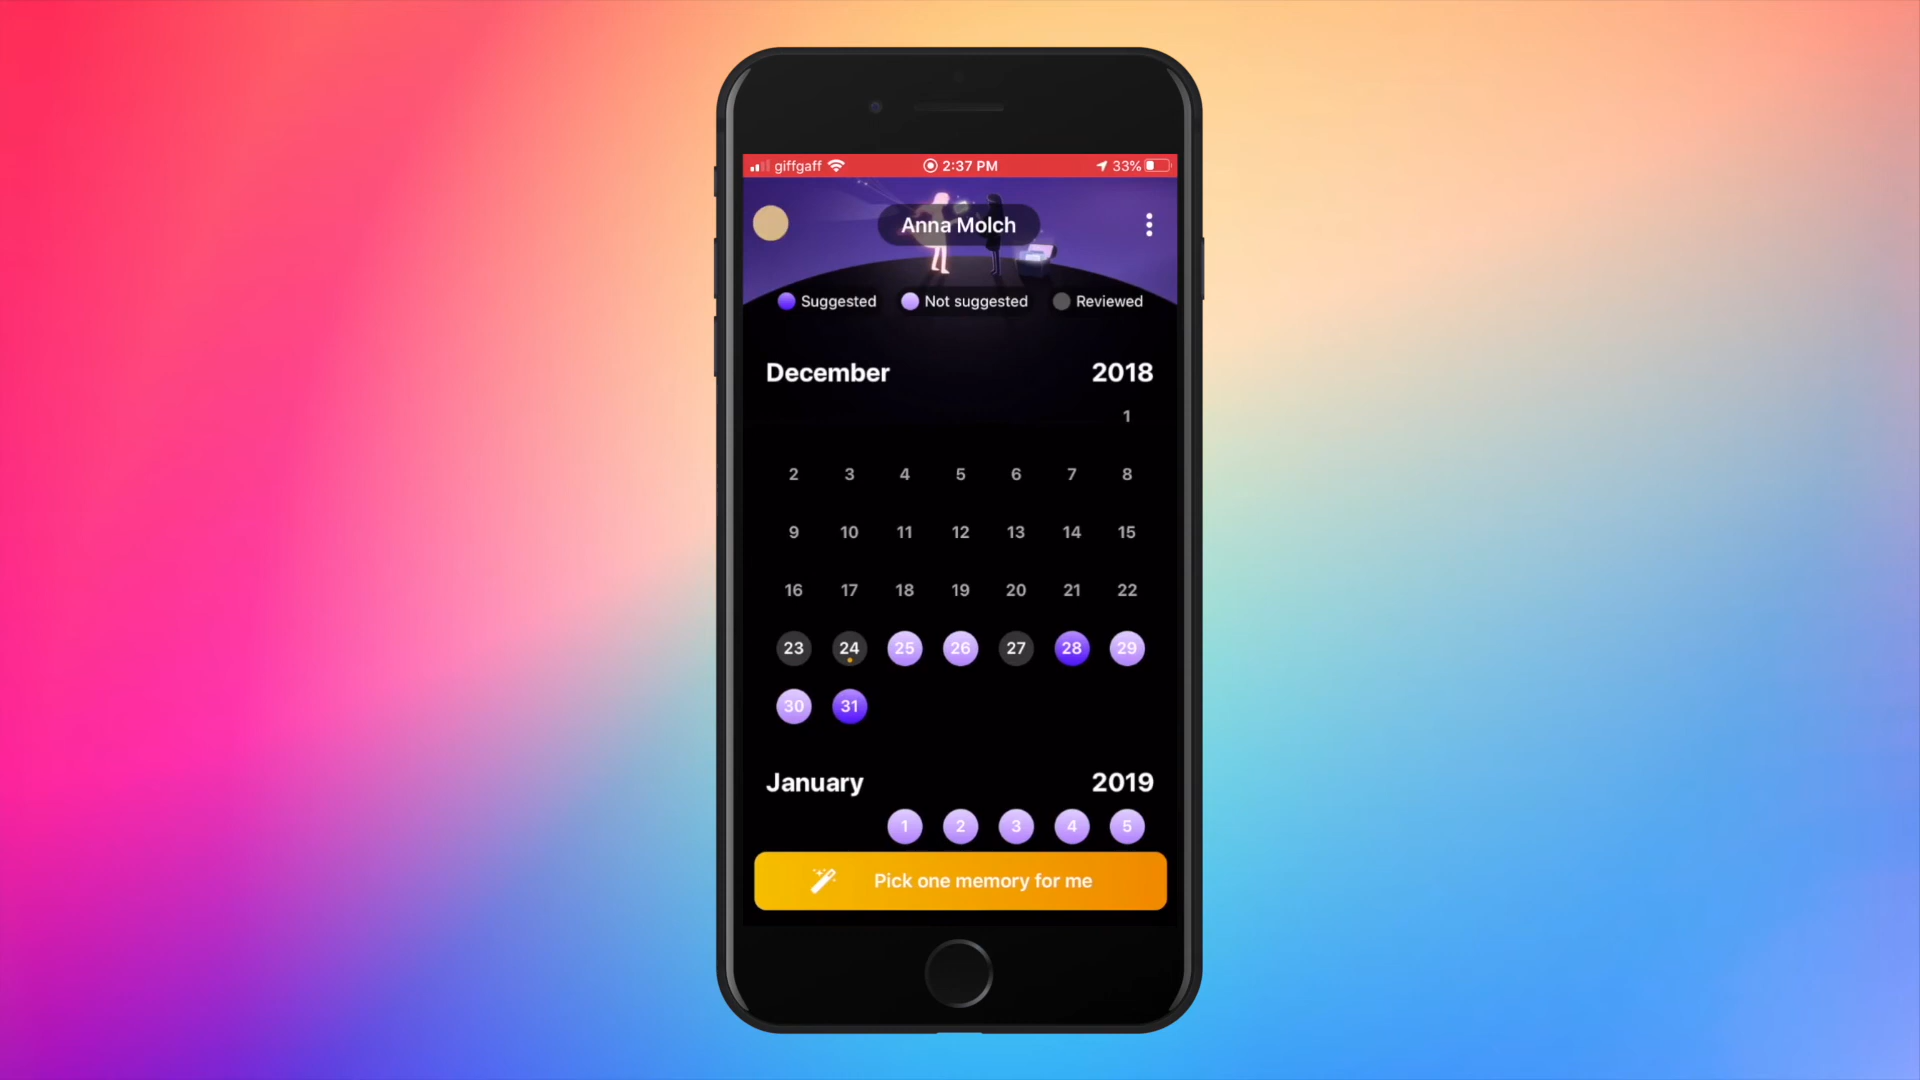 giffgaff 2:37 PM 33%
Anna Molch
Suggested Not suggested Reviewed
December 2018
1
2 3 4 5 6 7 8
9 10 11 12 13 14 15
16 17 18 19 20 21 22
23 24 25 26 27 28 29
30 31
January 2019
1 2 3 4 5
Pick one memory for me